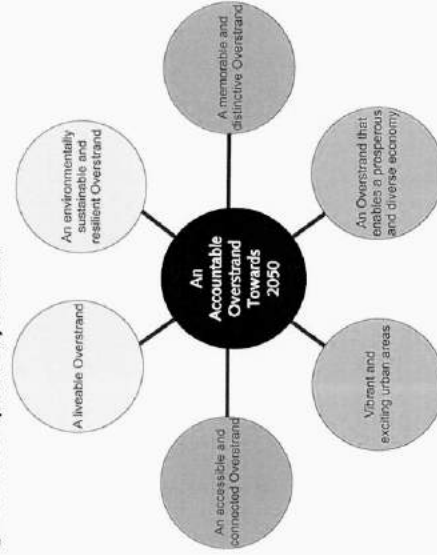 A liveable Overstrand
An environmentally
sustainable and
resilient Overstrand
An accessible and
connected Overstrand
An
Accountable
Overstrand
Towards
2050
A memorable and
distinctive Overstrand
Vibrant and
exciting urban areas
An Overstrand that
enables a prosperous
and diverse economy